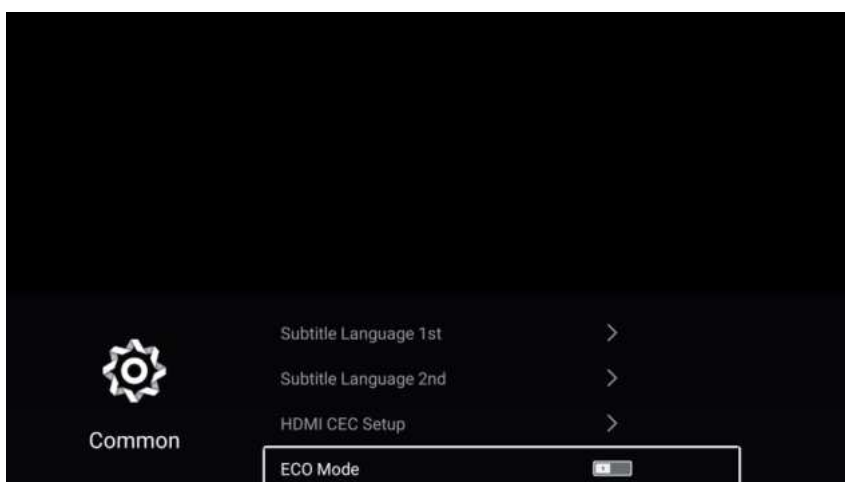 Subtitle Language 1st
Subtitle Language 2nd
HDMI CEC Setup
Common
ECO Mode